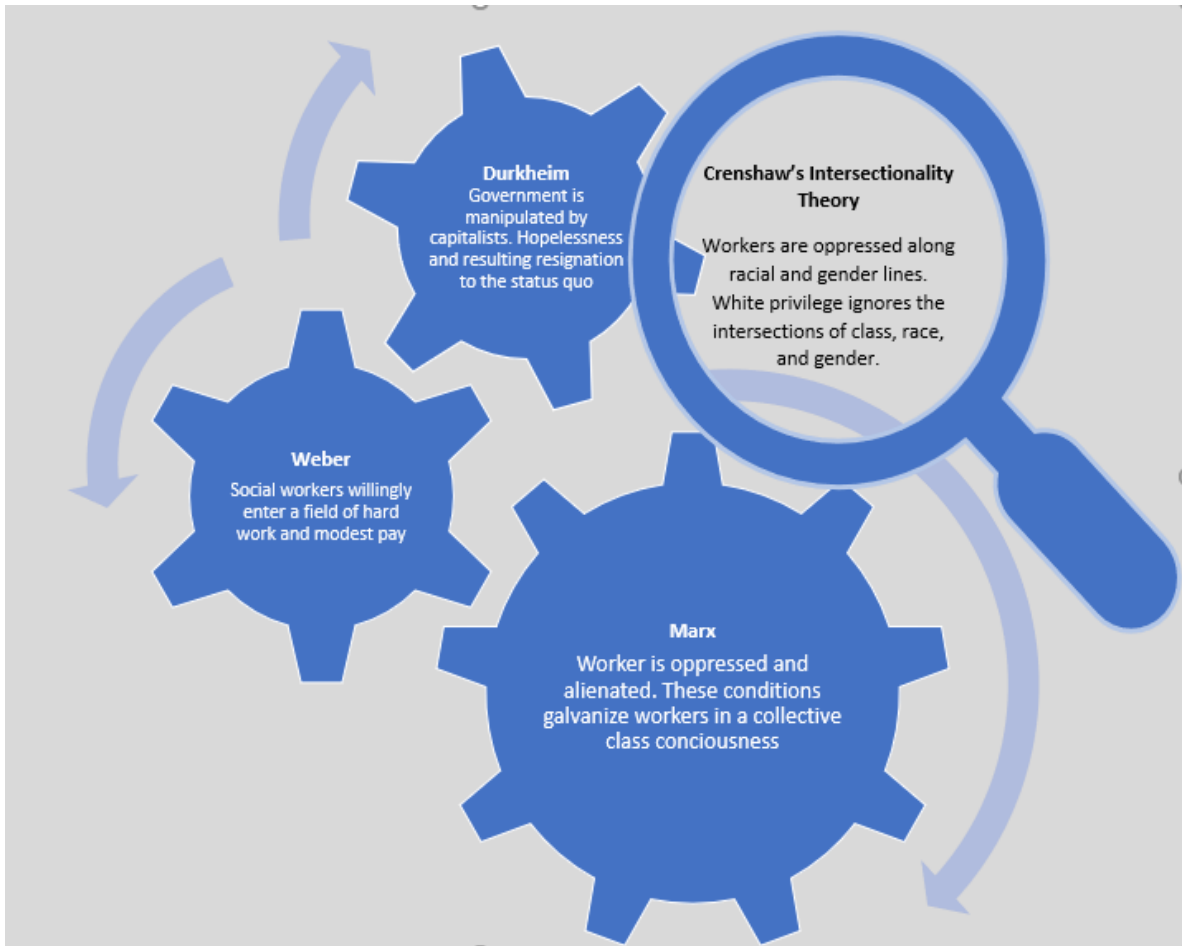 Durkheim
Government is
manipulated by
capitalists. Hopelessness
and resulting resignation
to the status quo
Crenshaw's Intersectionality
Theory
Workers are oppressed along
racial and gender lines.
White privilege ignores the
intersections of class, race,
and gender.
Weber
Social workers willingly
enter a field of hard
work and modest pay
Marx
Worker is oppressed and
alienated. These conditions
galvanize workers in a collective
class conciousness